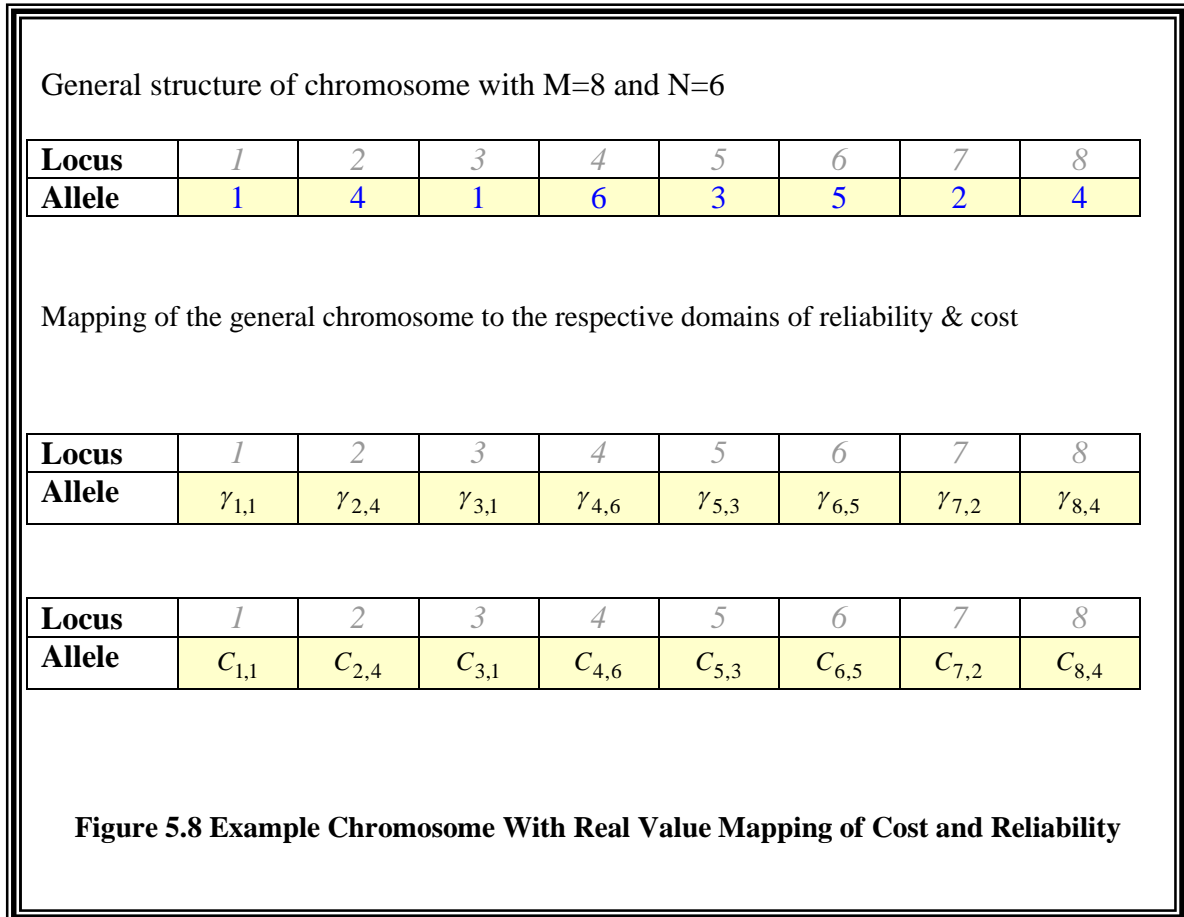 General structure of chromosome with M=8 and N=6
Locus 1 2 3 4 5 6 7 8
Allele 1 4 1 6 3 5 2 4
Mapping of the general chromosome to the respective domains of reliability & cost
Locus 1 2 3 4 5 6 7 8
Allele γ1,1 γ2,4 γ3,1 γ4,6 γ5,3 γ6,5 γ7,2 γ8,4
Locus 1 2 3 4 5 6 7 8
Allele C1,1 C2,4 C3,1 C4,6 C5,3 C6,5 C7,2 C8,4
Figure 5.8 Example Chromosome With Real Value Mapping of Cost and Reliability